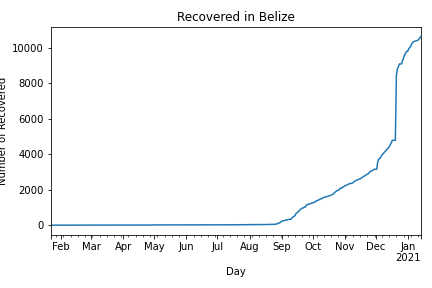 Recovered in Belize
Number of Recovered
10000
8000
6000
4000
2000
0
Feb Mar Apr May Jun Jul Aug Sep Oct Nov Dec Jan
2021
Day